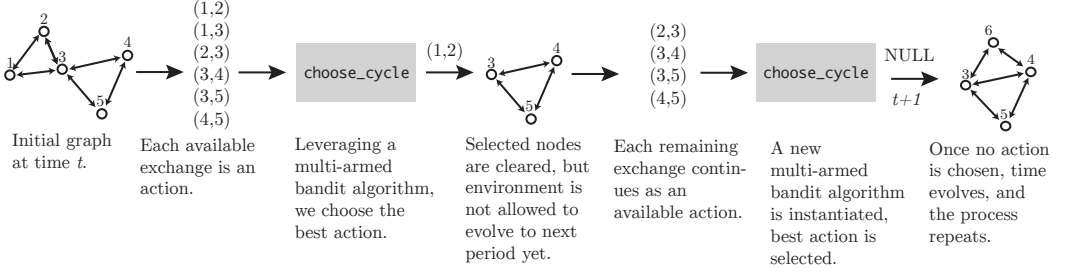 2
1
3
4
5
Initial graph
at time t.
(1,2)
(1,3)
(2,3)
(3,4)
(3,5)
(4,5)
Each available
exchange is an
action.
choose_cycle
Leveraging a
multi-armed
bandit algorithm,
we choose the
best action.
(1,2)
3
4
5
Selected nodes
are cleared, but
environment is
not allowed to
evolve to next
period yet.
(2,3)
(3,4)
(3,5)
(4,5)
Each remaining
exchange contin-
ues as an
available action.
choose_cycle
A new
multi-armed
bandit algorithm
is instantiated,
best action is
selected.
NULL
t+1
6
3
4
5
Once no action
is chosen, time
evolves, and
the process
repeats.